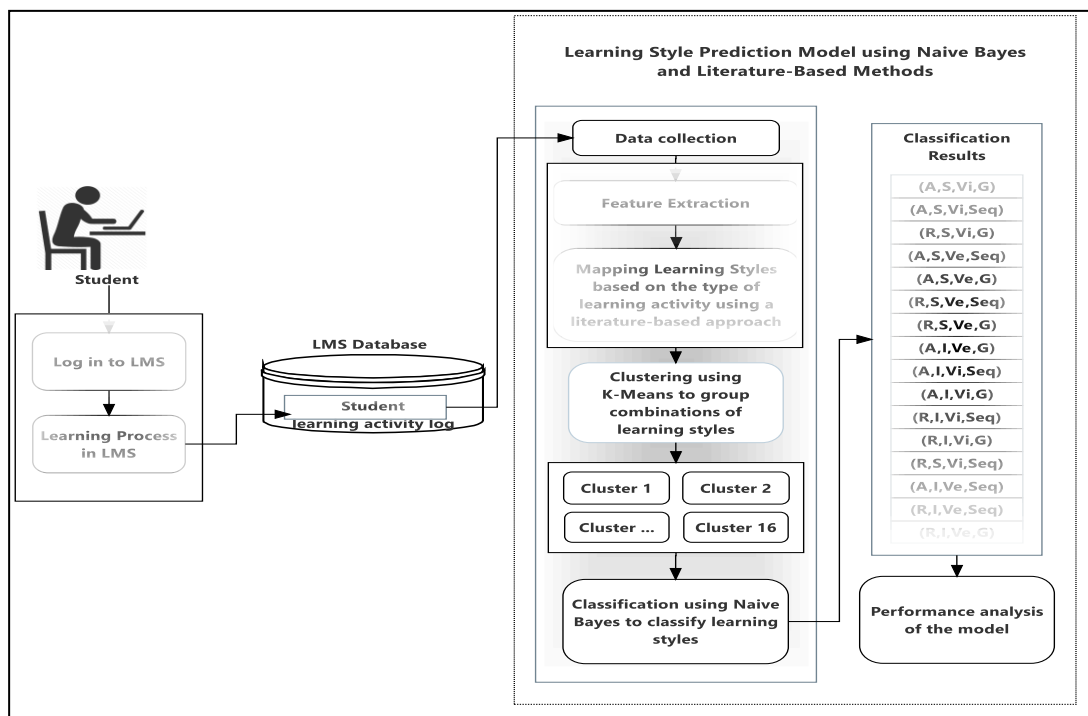 Learning Style Prediction Model using Naive Bayes
and Literature-Based Methods
Student
Log in to LMS
Learning Process
in LMS
LMS Database
Student
learning activity log
Data collection
Feature Extraction
Mapping Learning Styles
based on the type of
learning activity using a
literature-based approach
Clustering using
K-Means to group
combinations of
learning styles
Cluster 1
Cluster 2
Cluster ...
Cluster 16
Classification using Naive
Bayes to classify learning
styles
Classification
Results
(A,S,Vi,G)
(A,S,Vi,Seq)
(R,S,Vi,G)
(A,S,Ve,Seq)
(A,S,Ve,G)
(R,S,Ve,Seq)
(R,S,Ve,G)
(A,I,Ve,G)
(A,I,Vi,Seq)
(A,I,Vi,G)
(R,I,Vi,Seq)
(R,I,Vi,G)
(R,S,Vi,Seq)
(A,I,Ve,Seq)
(R,I,Ve,Seq)
(R,I,Ve,G)
Performance analysis
of the model